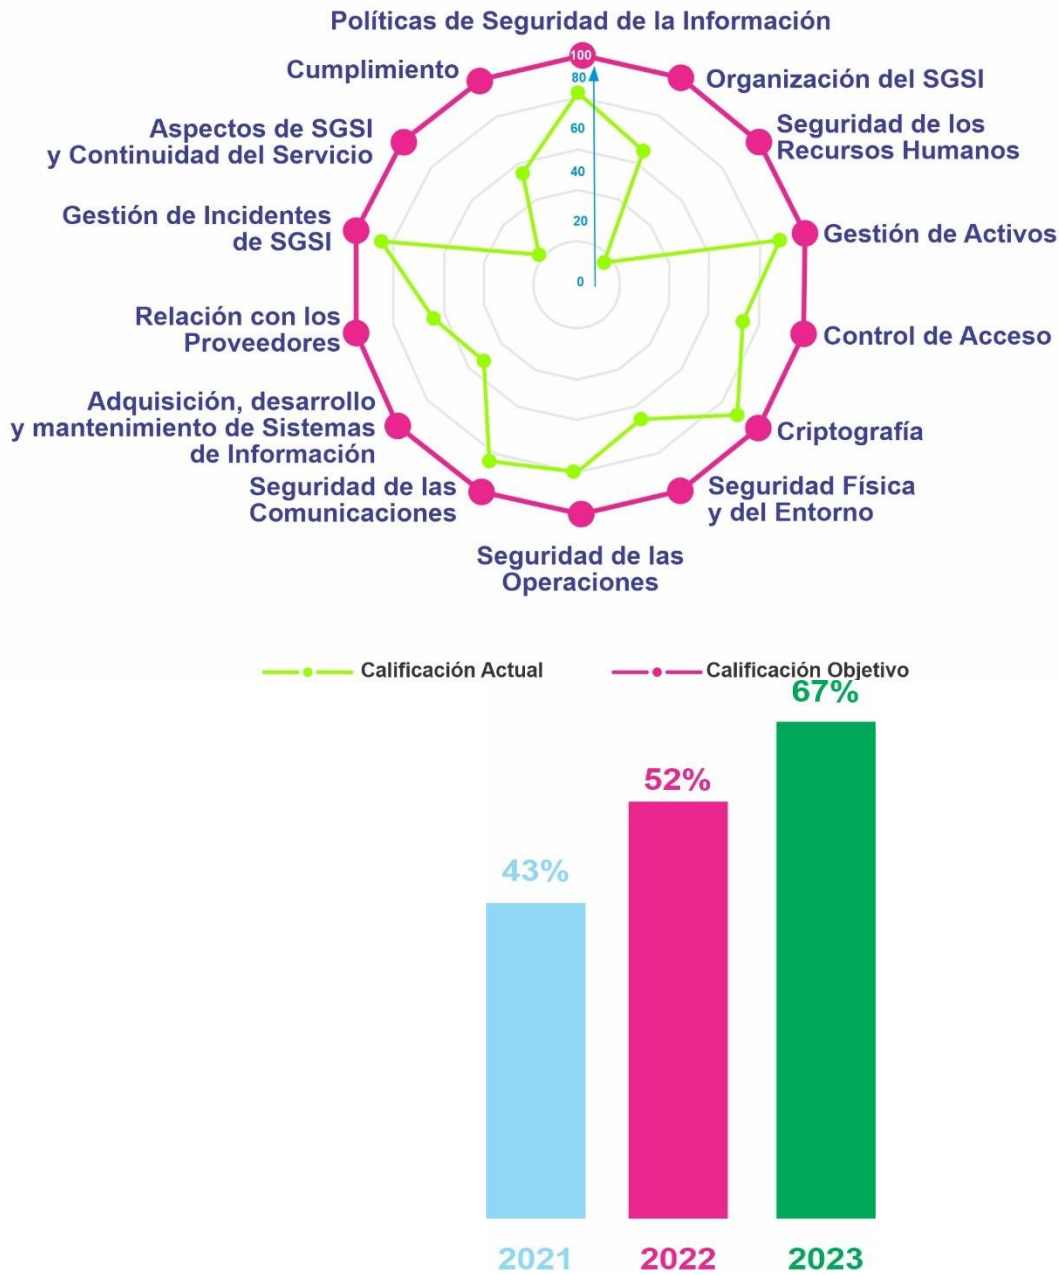 Políticas de Seguridad de la Información
100
80
60
40
20
0
Organización del SGSI
Seguridad de los
Recursos Humanos
Gestión de Activos
Control de Acceso
Criptografía
Seguridad Física
y del Entorno
Seguridad de las
Operaciones
Seguridad de las
Comunicaciones
Adquisición, desarrollo
y mantenimiento de Sistemas
de Información
Relación con los
Proveedores
Gestión de Incidentes
de SGSI
Aspectos de SGSI
y Continuidad del Servicio
Cumplimiento
Calificación Actual
Calificación Objetivo
43%
52%
67%
2021
2022
2023